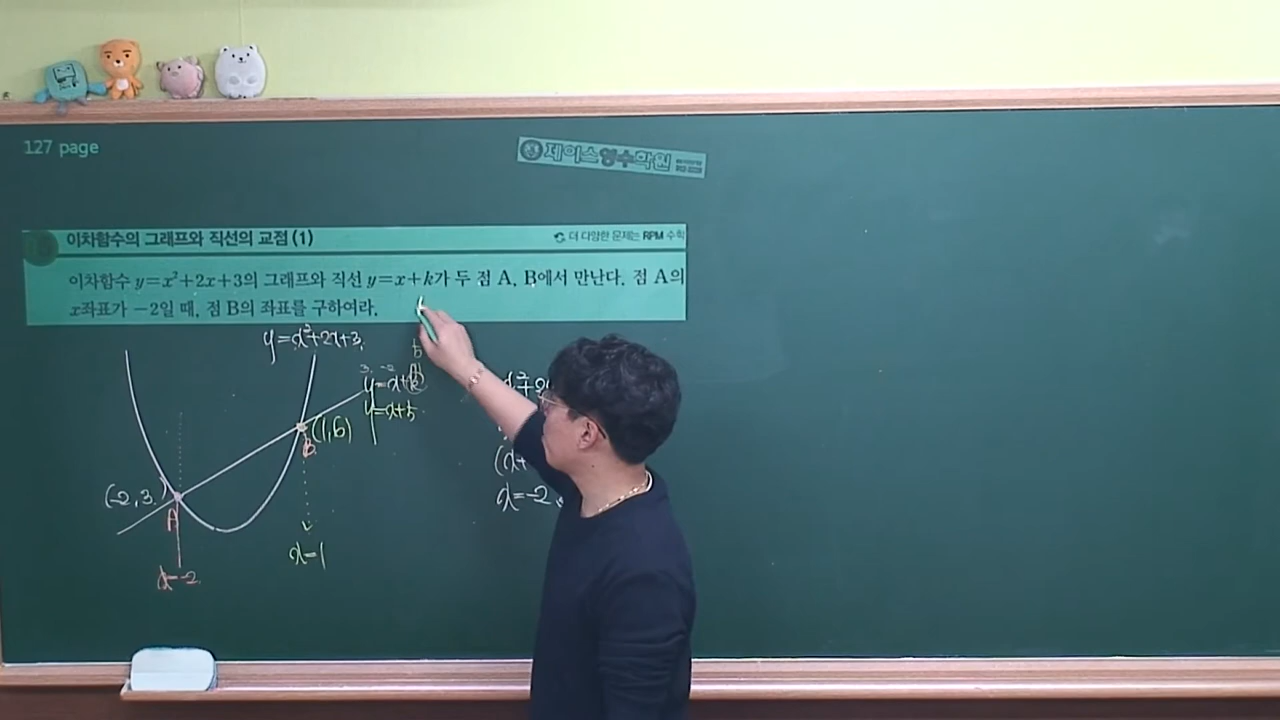 127 page
제이스영수학원
이차함수의 그래프와 직선의 교점 (1)
더 다양한 문제는 RPM 수학
이차함수 y=x²+2x+3의 그래프와 직선 y=x+k가 두 점 A, B에서 만난다. 점 A의
x좌표가 -2일 때, 점 B의 좌표를 구하여라.
y=x²+2x+3
3 -2
y=x+k
y=x+5
(1,6)
B
(-2,3)
A
x=-2
x=1
x=-2,